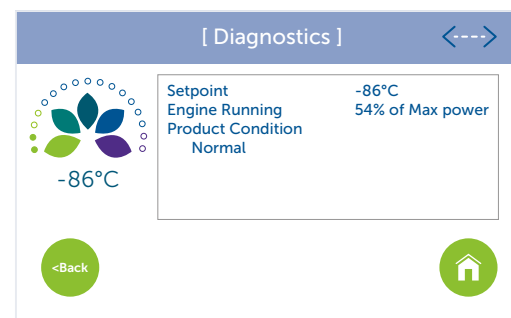 [ Diagnostics ]
Setpoint -86°C
Engine Running 54% of Max power
Product Condition
Normal
-86°C
<Back